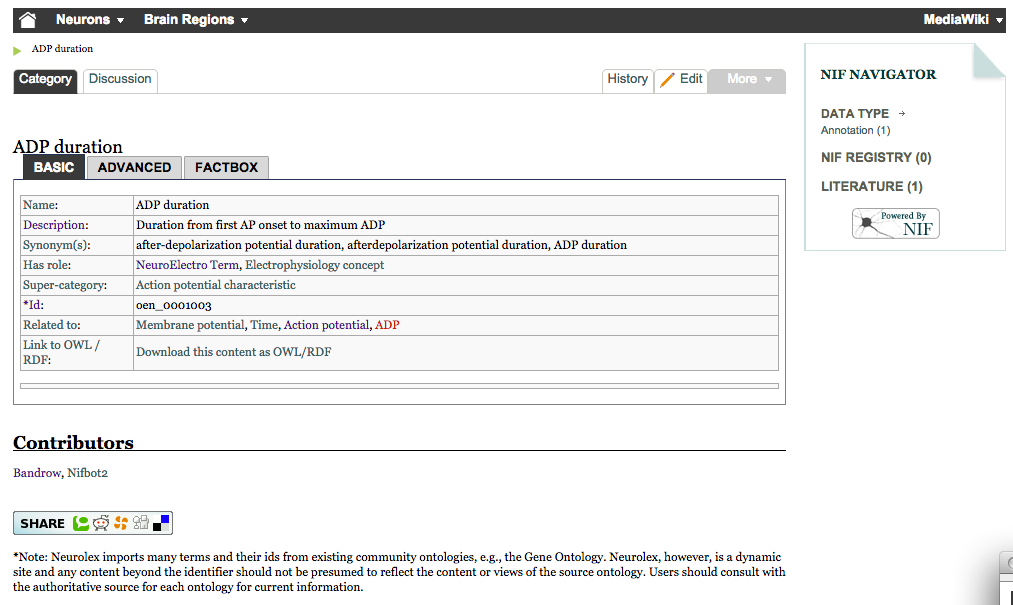 Neurons Brain Regions MediaWiki
ADP duration
Category Discussion History Edit More
ADP duration
BASIC ADVANCED FACTBOX
Name: ADP duration
Description: Duration from first AP onset to maximum ADP
Synonym(s): after-depolarization potential duration, afterdepolarization potential duration, ADP duration
Has role: NeuroElectro Term, Electrophysiology concept
Super-category: Action potential characteristic
*Id: oen_0001003
Related to: Membrane potential, Time, Action potential, ADP
Link to OWL / RDF: Download this content as OWL/RDF
Contributors
Bandrow, Nifbot2
SHARE
*Note: Neurolex imports many terms and their ids from existing community ontologies, e.g., the Gene Ontology. Neurolex, however, is a dynamic
site and any content beyond the identifier should not be presumed to reflect the content or views of the source ontology. Users should consult with
the authoritative source for each ontology for current information.
NIF NAVIGATOR
DATA TYPE →
Annotation (1)
NIF REGISTRY (0)
LITERATURE (1)
Powered By
NIF